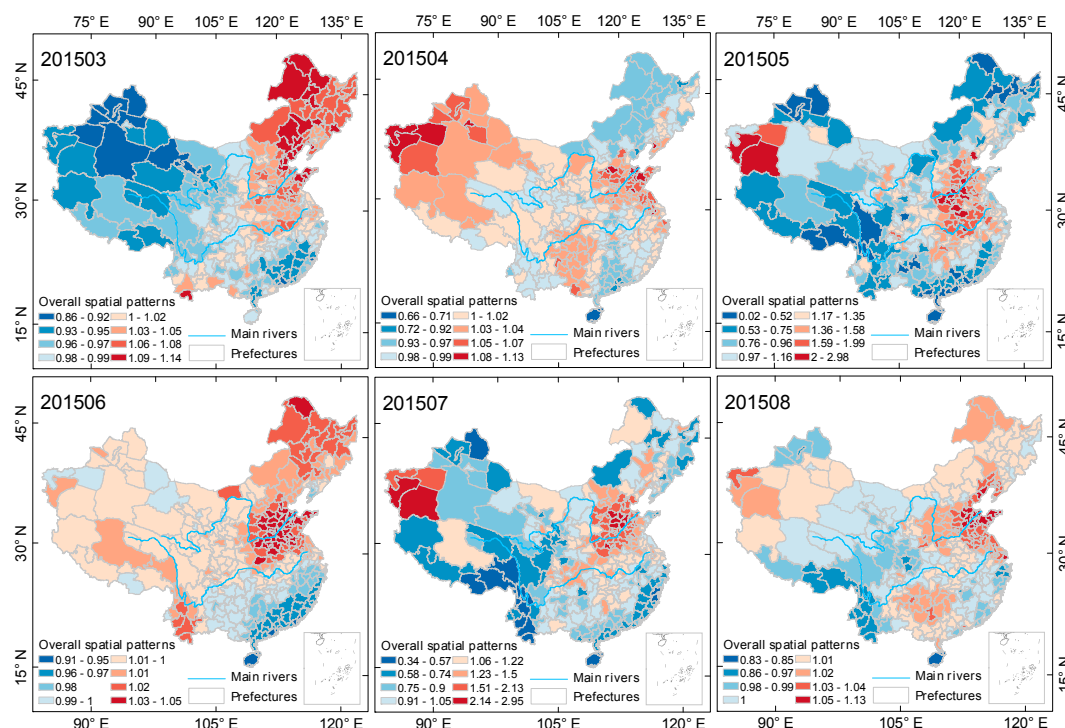 75° E 90° E 105° E 120° E 135° E 75° E 90° E 105° E 120° E 135° E 75° E 90° E 105° E 120° E 135° E
201503
45° N
30° N
15° N
Overall spatial patterns
0.86 - 0.92 1 - 1.02
0.93 - 0.95 1.03 - 1.05
0.96 - 0.97 1.06 - 1.08
0.98 - 0.99 1.09 - 1.14
Main rivers
Prefectures
201504
Overall spatial patterns
0.66 - 0.71 1 - 1.02
0.72 - 0.92 1.03 - 1.04
0.93 - 0.97 1.05 - 1.07
0.98 - 0.99 1.08 - 1.13
Main rivers
Prefectures
201505
45° N
30° N
15° N
Overall spatial patterns
0.02 - 0.52 1.17 - 1.35
0.53 - 0.75 1.36 - 1.58
0.76 - 0.96 1.59 - 1.99
0.97 - 1.16 2 - 2.98
Main rivers
Prefectures
201506
45° N
30° N
15° N
Overall spatial patterns
0.91 - 0.95 1.01 - 1
0.96 - 0.97 1.01
0.98 1.02
0.99 - 1 1.03 - 1.05
Main rivers
Prefectures
201507
Overall spatial patterns
0.34 - 0.57 1.06 - 1.22
0.58 - 0.74 1.23 - 1.5
0.75 - 0.9 1.51 - 2.13
0.91 - 1.05 2.14 - 2.95
Main rivers
Prefectures
201508
45° N
30° N
15° N
Overall spatial patterns
0.83 - 0.85 1.01
0.86 - 0.97 1.02
0.98 - 0.99 1.03 - 1.04
1 1.05 - 1.13
Main rivers
Prefectures
90° E 105° E 120° E 90° E 105° E 120° E 90° E 105° E 120° E